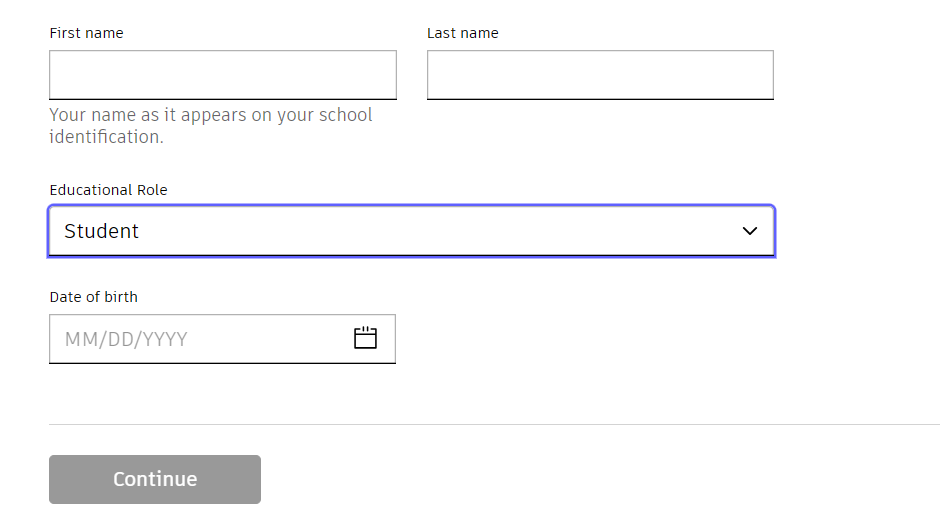 First name
Last name
Your name as it appears on your school
identification.
Educational Role
Student
Date of birth
MM/DD/YYYY
Continue